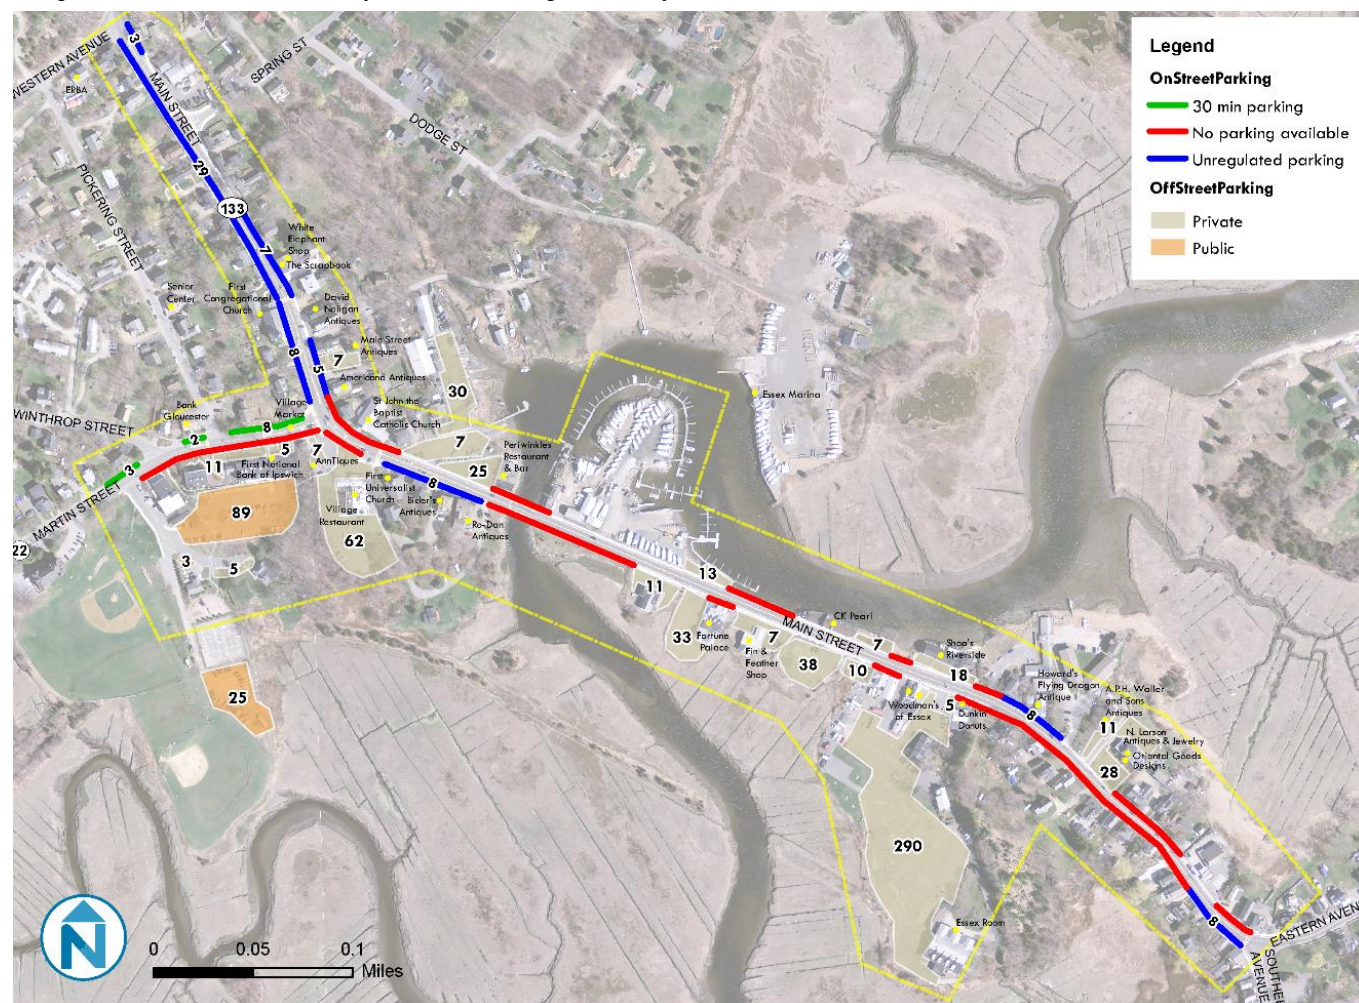 Legend
OnStreetParking
30 min parking
No parking available
Unregulated parking
OffStreetParking
Private
Public
WESTERN AVENUE
3
ERBA
MAIN STREET
SPRING ST
DODGE ST
PICKERING STREET
29
133
7
White
Elephant
Shop
The Scrapbook
Senior
Center
First
Congregational
Church
David
Neligan
Antiques
8
5
7
Main Street
Antiques
Americana Antiques
30
Essex Marina
WINTHROP STREET
Bank
Gloucester
Village
Market
St John the
Baptist
Catholic Church
2
8
3
11
5
7
First National
Bank of Ipswich
AnnTiques
7
25
Periwinkles
Restaurant
& Bar
MARTIN STREET
22
89
First
Universalist
Church
8
Bider's
Antiques
Village
Restaurant
62
Ro-Dan
Antiques
3
5
25
11
13
33
Fortune
Palace
7
Fin &
Feather
Shop
38
MAIN STREET
CK Pearl
7
10
Shea's
Riverside
18
Woodman's
of Essex
5
Dunkin
Donuts
Howard's
Flying Dragon
Antique
8
A.P.H. Waller
and Sons
Antiques
11
N. Larson
Antiques & Jewelry
Oriental Goods
Designs
28
290
Essex Room
8
EASTERN AVEN
SOUTHE
AVENUE
N
0 0.05 0.1
Miles